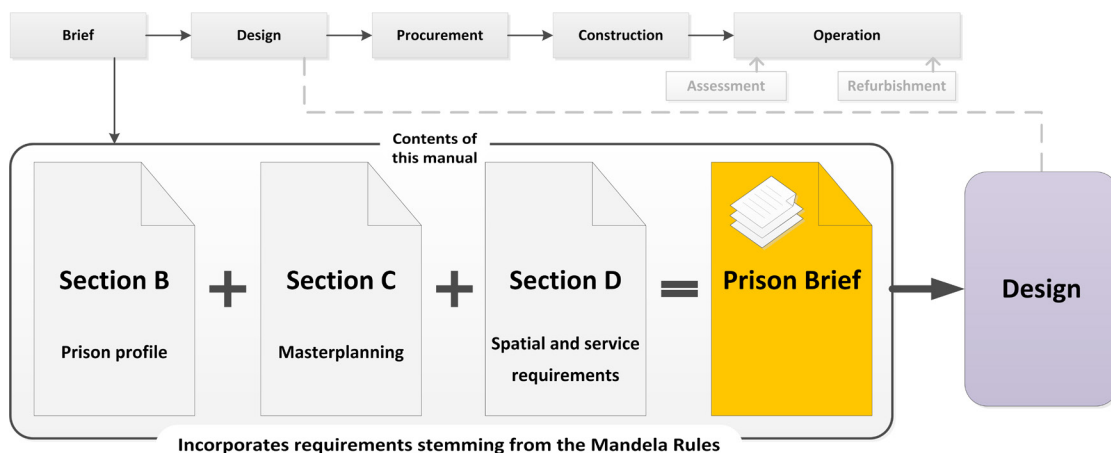 Brief
Design
Procurement
Construction
Operation
Assessment
Refurbishment
Contents of
this manual
Section B
Prison profile
+
Section C
Masterplanning
+
Section D
Spatial and service
requirements
=
Prison Brief
Design
Incorporates requirements stemming from the Mandela Rules